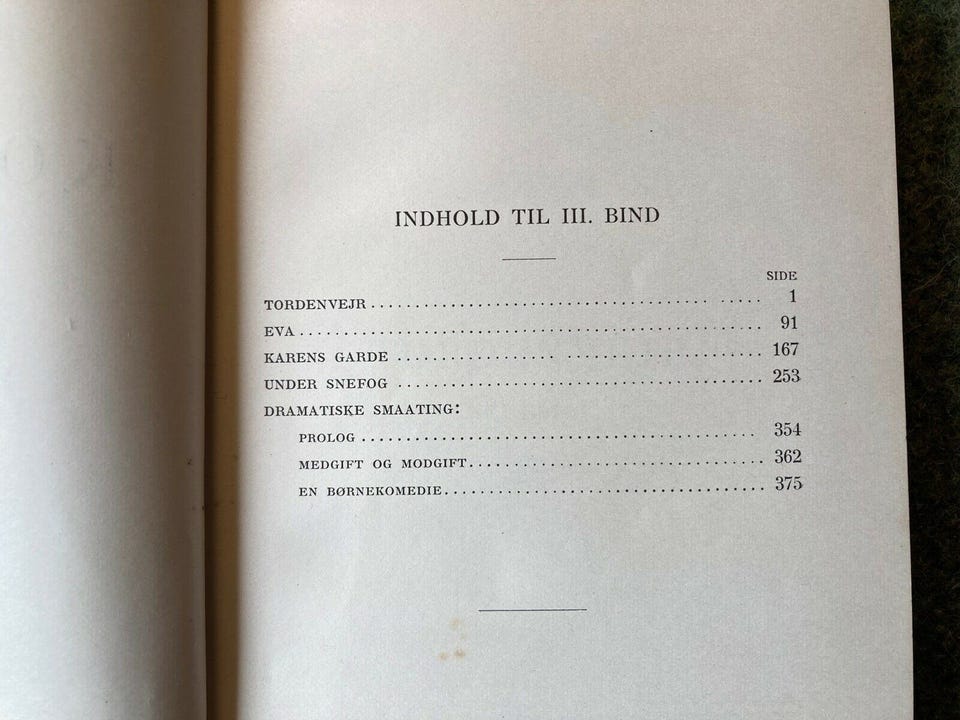 INDHOLD TIL III. BIND
SIDE
TORDENVEJR ........................................... 1
EVA ..................................................... 91
KARENS GARDE ......................................... 167
UNDER SNEFOG ......................................... 253
DRAMATISKE SMAATING:
PROLOG ............................................. 354
MEDGIFT OG MODGIFT.................................. 362
EN BØRNEKOMEDIE..................................... 375